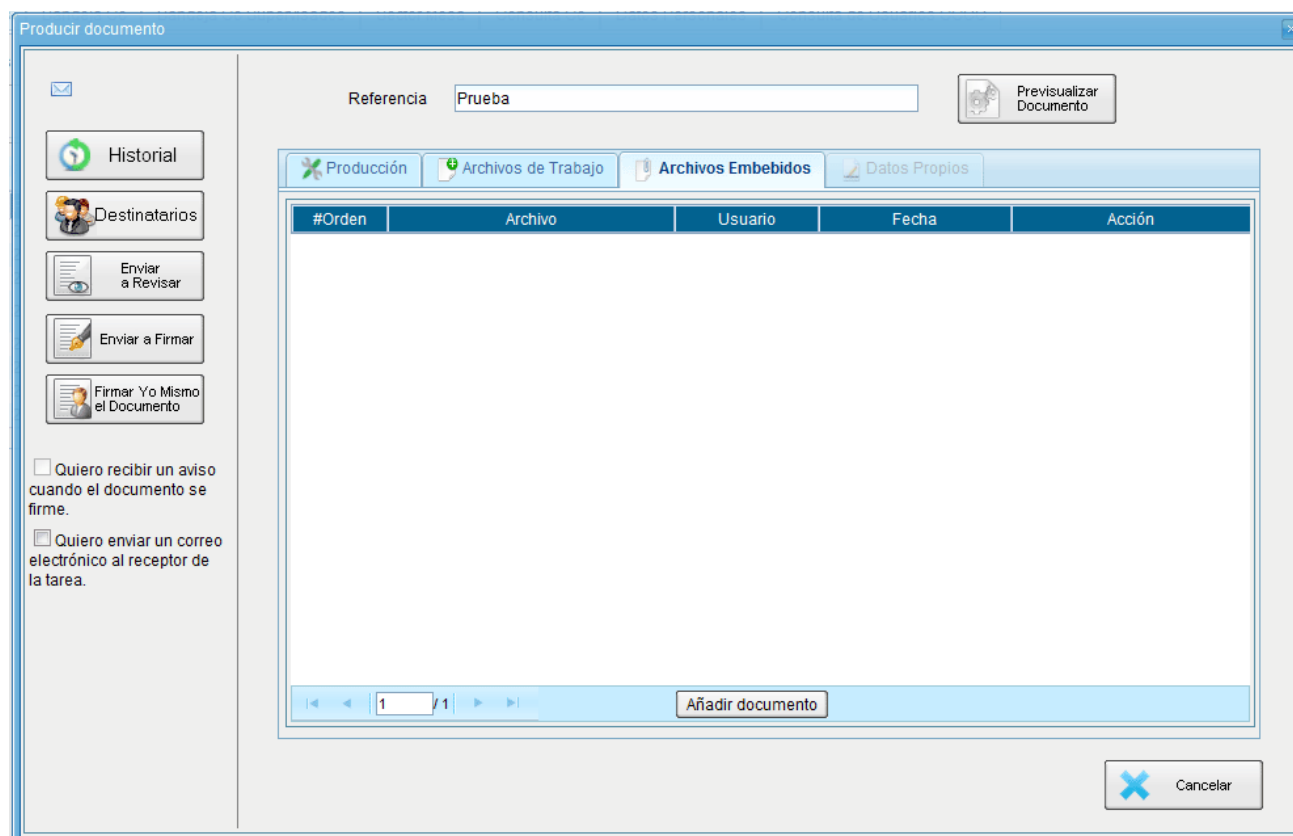 Producir documento
Referencia
Prueba
Previsualizar
Documento
Historial
Destinatarios
Enviar
a Revisar
Enviar a Firmar
Firmar Yo Mismo
el Documento
Quiero recibir un aviso
cuando el documento se
firme.
Quiero enviar un correo
electrónico al receptor de
la tarea.
Producción
Archivos de Trabajo
Archivos Embebidos
Datos Propios
#Orden
Archivo
Usuario
Fecha
Acción
1
/ 1
Añadir documento
Cancelar